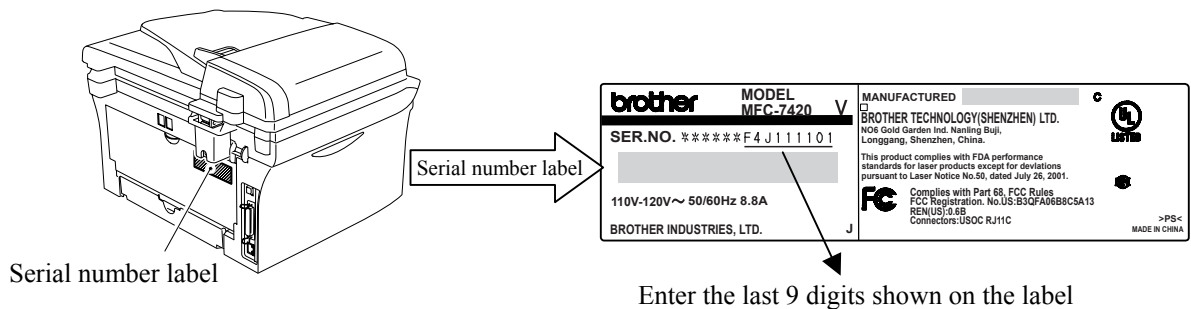 Serial number label
Serial number label
brother
MODEL
MFC-7420
V
SER.NO. ******F4J111101
110V-120V～ 50/60Hz 8.8A
BROTHER INDUSTRIES, LTD.
J
MANUFACTURED
BROTHER TECHNOLOGY(SHENZHEN) LTD.
NO6 Gold Garden Ind. Nanling Buji,
Longgang, Shenzhen, China.
This product complies with FDA performance
standards for laser products except for deviations
pursuant to Laser Notice No.50, dated July 26, 2001.
FC
Complies with Part 68, FCC Rules
FCC Registration. No.US:B3QFA06B8C5A13
REN(US):0.6B
Connectors:USOC RJ11C
C
UL
LISTED
>PS<
MADE IN CHINA
Enter the last 9 digits shown on the label